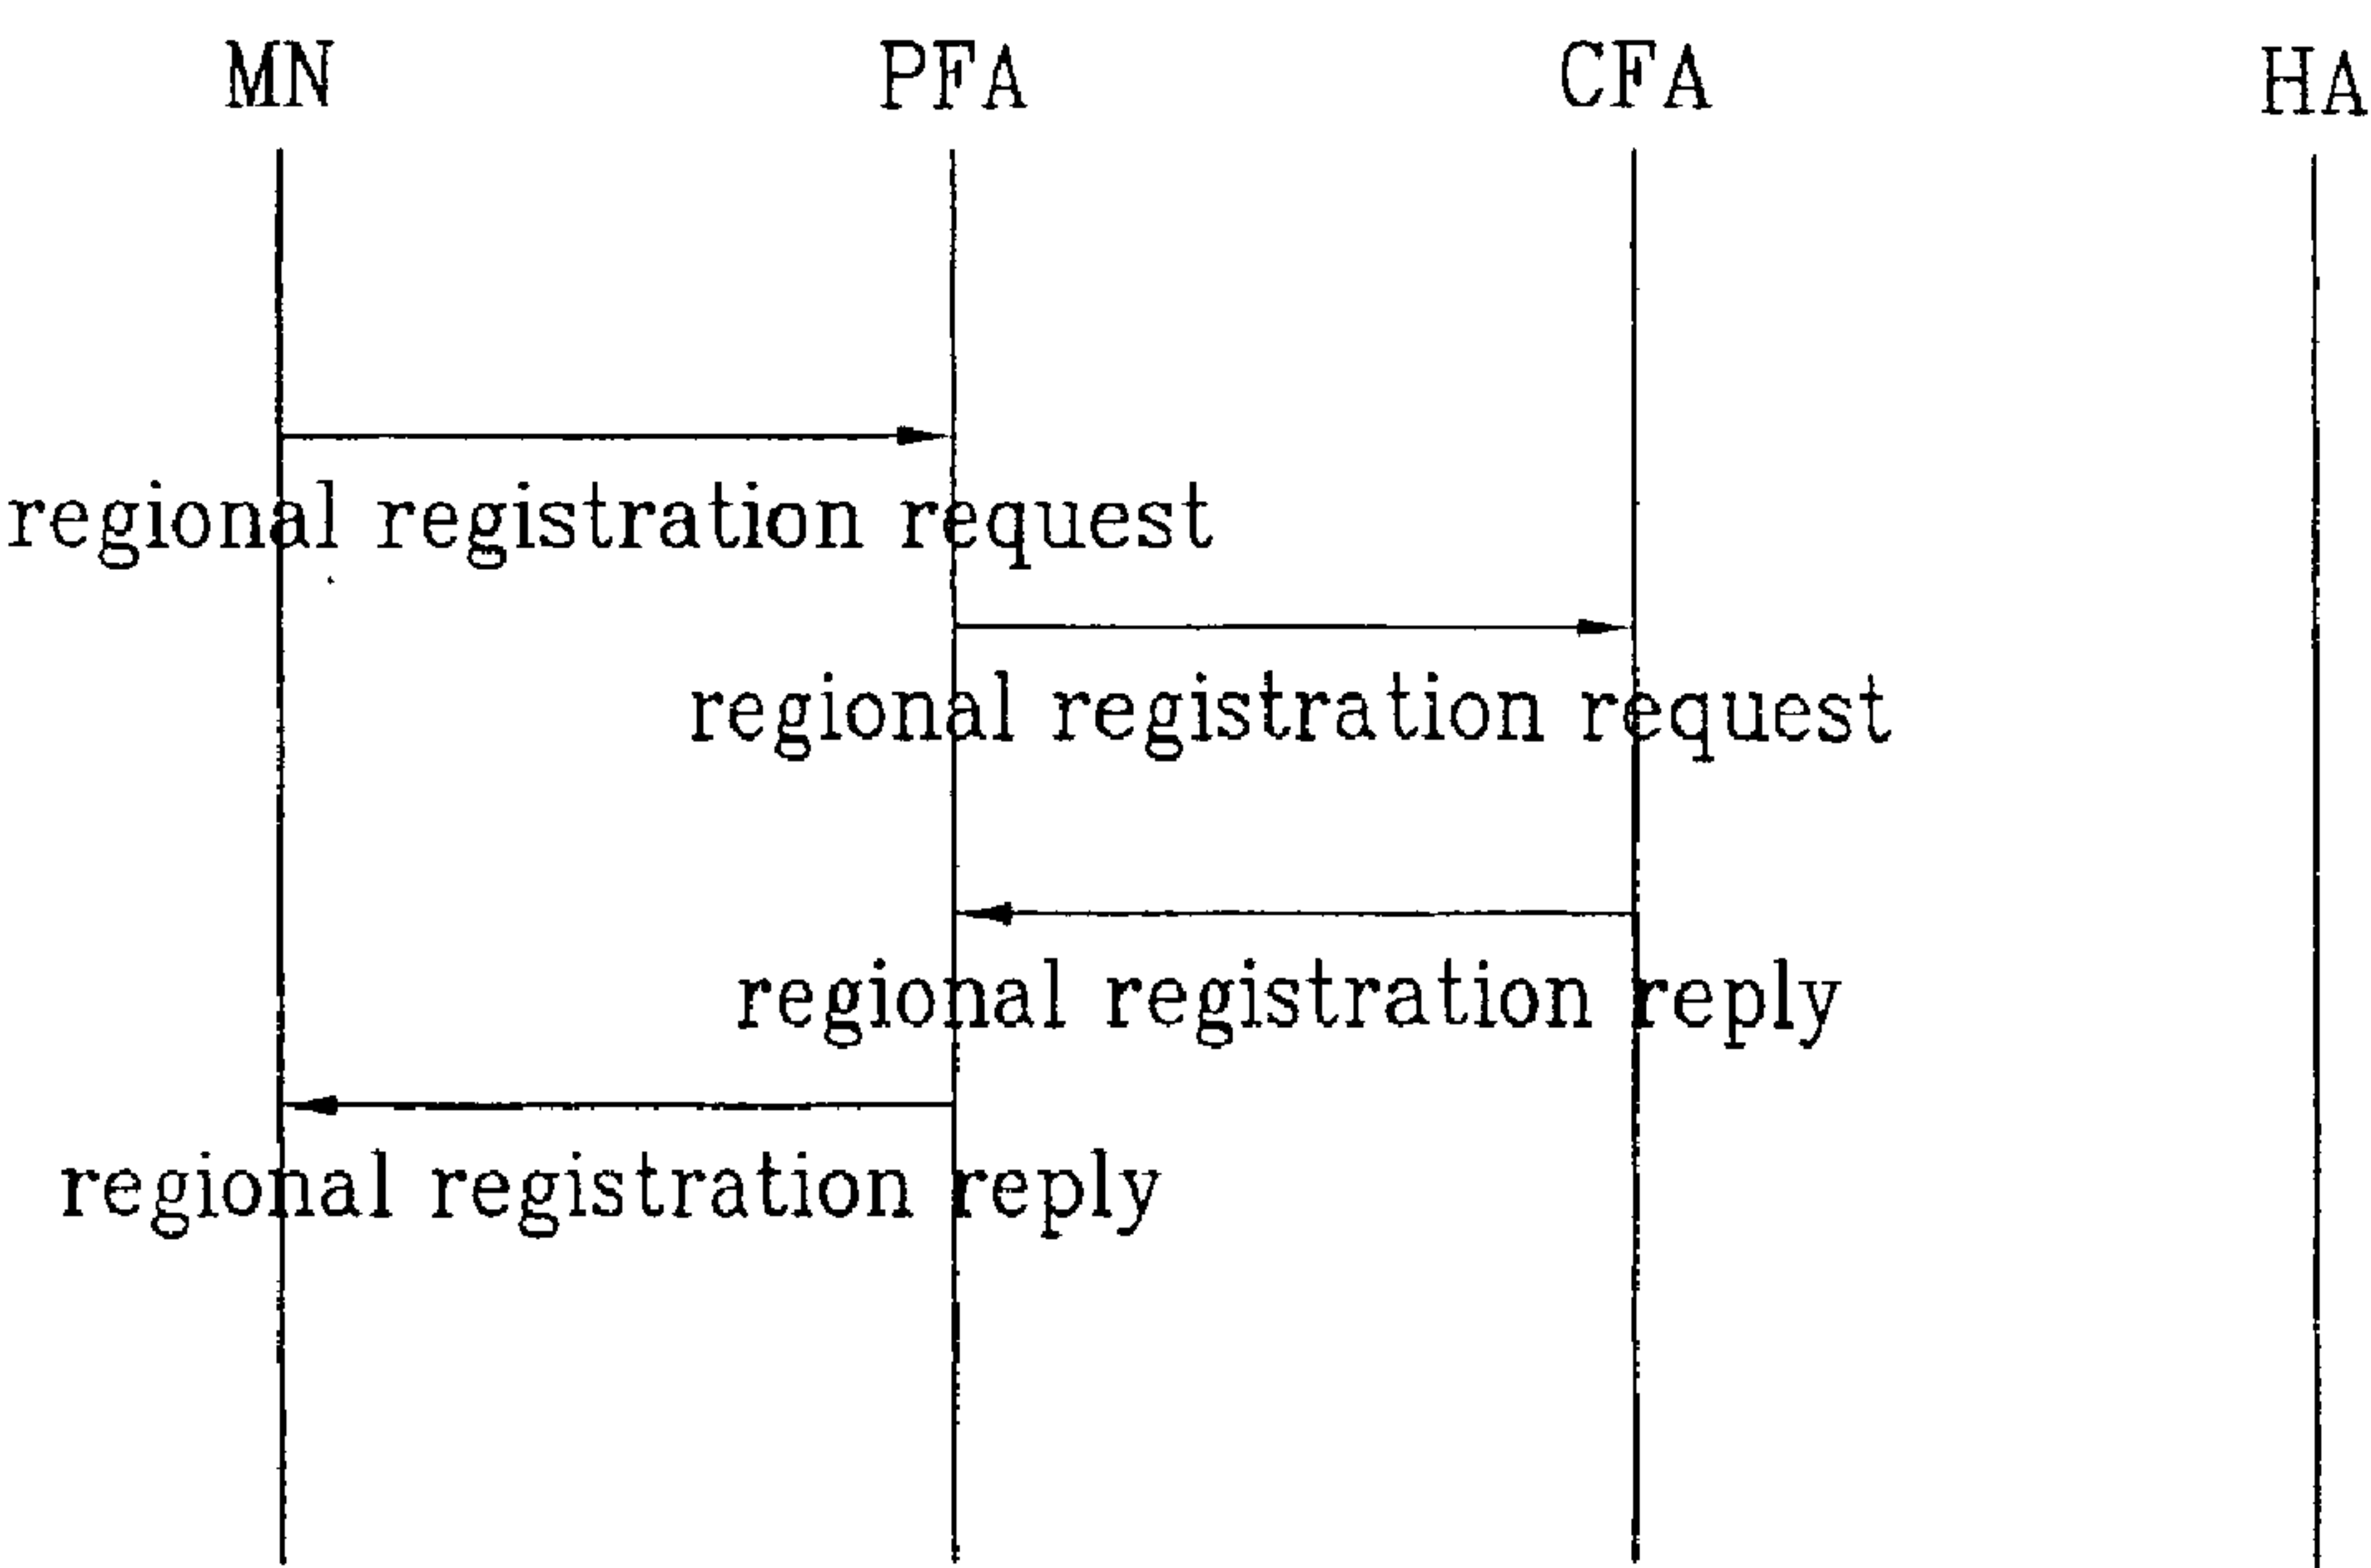 MN PFA CFA HA
regional registration request
regional registration request
regional registration reply
regional registration reply